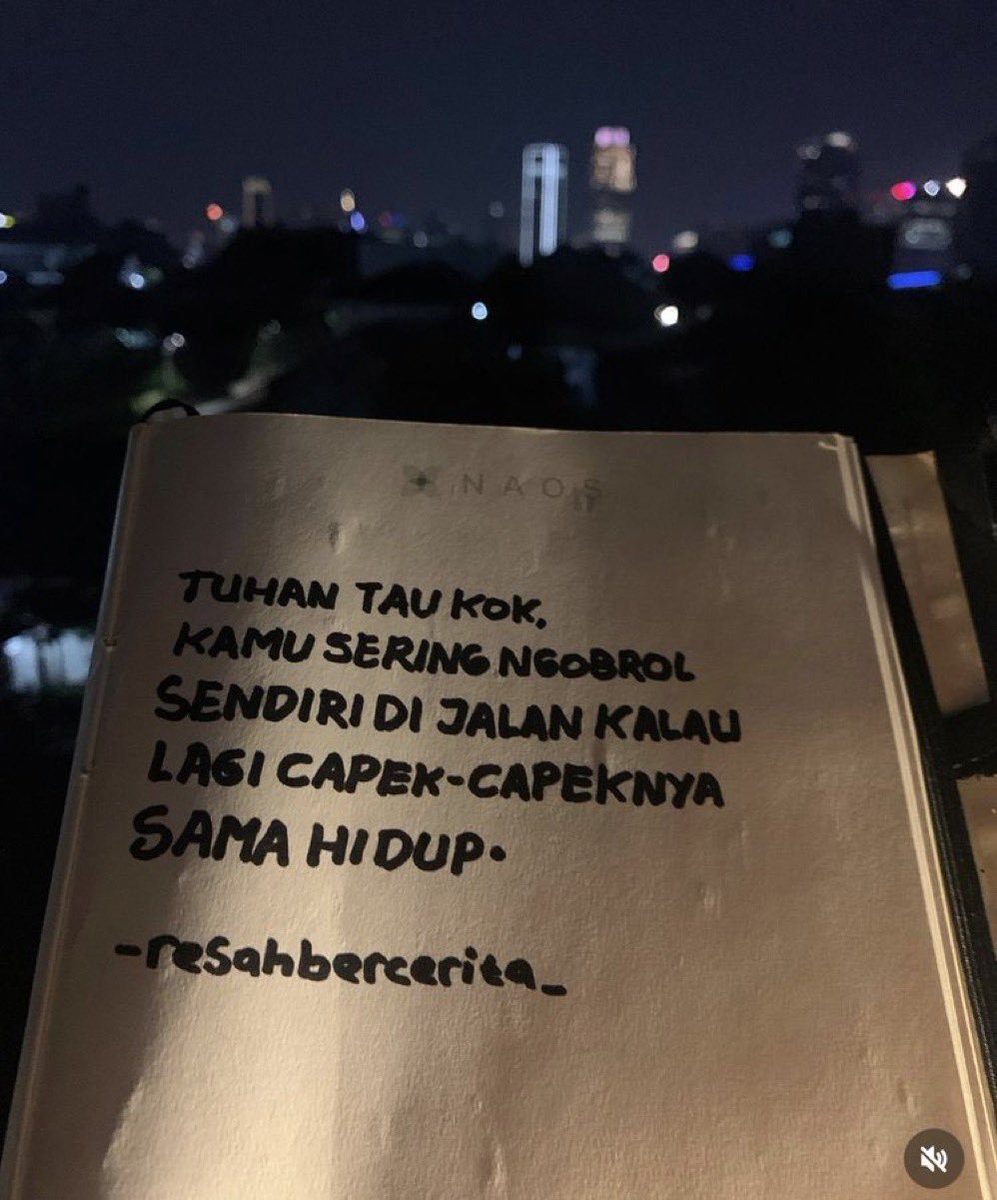 NAOS
TUHAN TAU KOK,
KAMU SERING NGOBROL
SENDIRI DI JALAN KALAU
LAGI CAPEK-CAPEKNYA
SAMA HIDUP.
-resahbercerita_